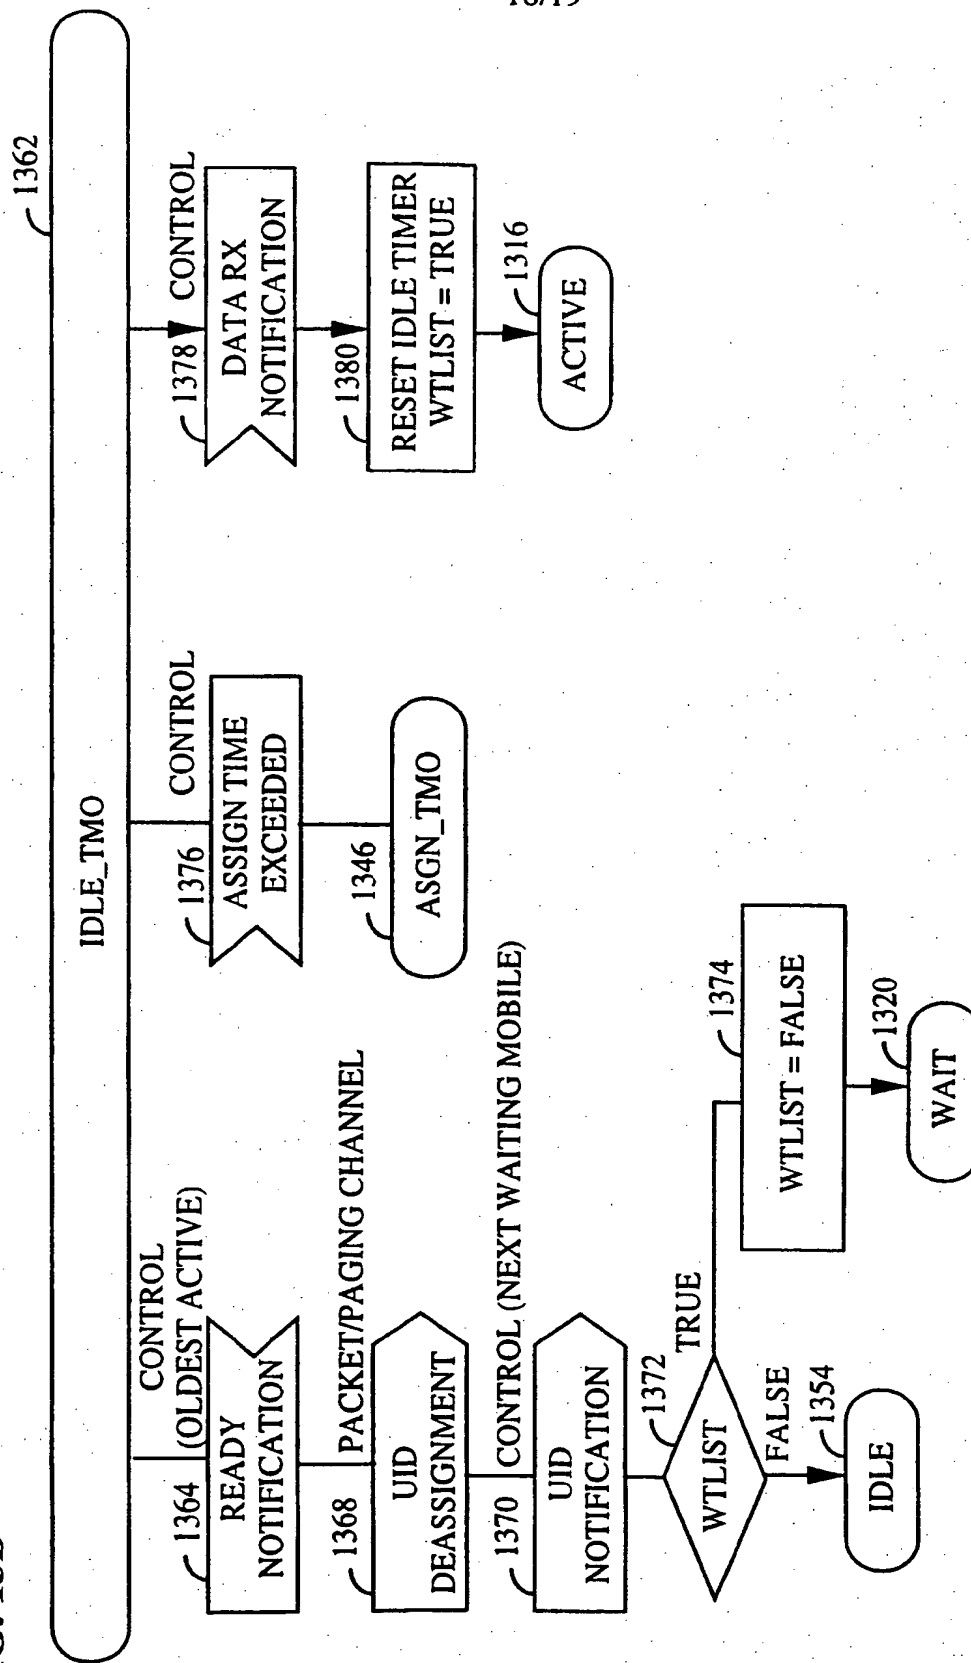 1362
IDLE_TMO
CONTROL
(OLDEST ACTIVE)
1364
READY
NOTIFICATION
PACKET/PAGING CHANNEL
1368
UID
DEASSIGNMENT
CONTROL (NEXT WAITING MOBILE)
1370
UID
NOTIFICATION
1372
WTLIST
TRUE
FALSE
1354
IDLE
1374
WTLIST = FALSE
1320
WAIT
CONTROL
1376
ASSIGN TIME
EXCEEDED
1346
ASGN_TMO
CONTROL
1378
DATA RX
NOTIFICATION
1380
RESET IDLE TIMER
WTLIST = TRUE
1316
ACTIVE